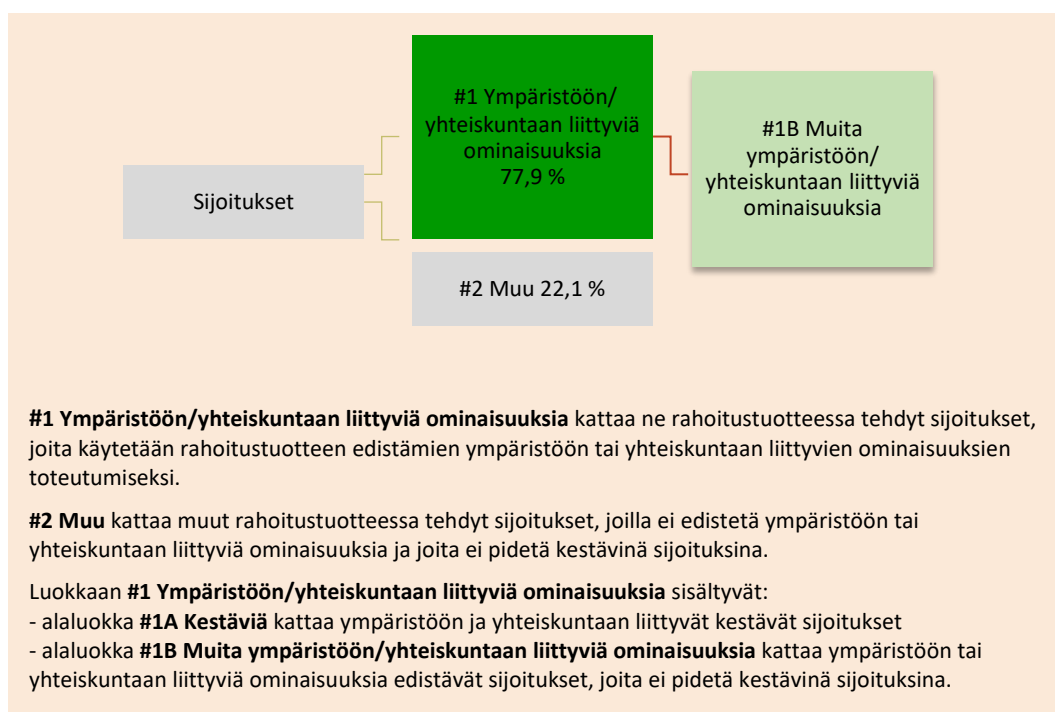 #1 Ympäristöön/
yhteiskuntaan liittyviä
ominaisuuksia
77,9 %
#1B Muita
ympäristöön/
yhteiskuntaan liittyviä
ominaisuuksia
Sijoitukset
#2 Muu 22,1 %
#1 Ympäristöön/yhteiskuntaan liittyviä ominaisuuksia kattaa ne rahoitustuotteessa tehdyt sijoitukset,
joita käytetään rahoitustuotteen edistämien ympäristöön tai yhteiskuntaan liittyvien ominaisuuksien
toteutumiseksi.
#2 Muu kattaa muut rahoitustuotteessa tehdyt sijoitukset, joilla ei edistetä ympäristöön tai
yhteiskuntaan liittyviä ominaisuuksia ja joita ei pidetä kestävinä sijoituksina.
Luokkaan #1 Ympäristöön/yhteiskuntaan liittyviä ominaisuuksia sisältyvät:
- alaluokka #1A Kestäviä kattaa ympäristöön ja yhteiskuntaan liittyvät kestävät sijoitukset
- alaluokka #1B Muita ympäristöön/yhteiskuntaan liittyviä ominaisuuksia kattaa ympäristöön tai
yhteiskuntaan liittyviä ominaisuuksia edistävät sijoitukset, joita ei pidetä kestävinä sijoituksina.